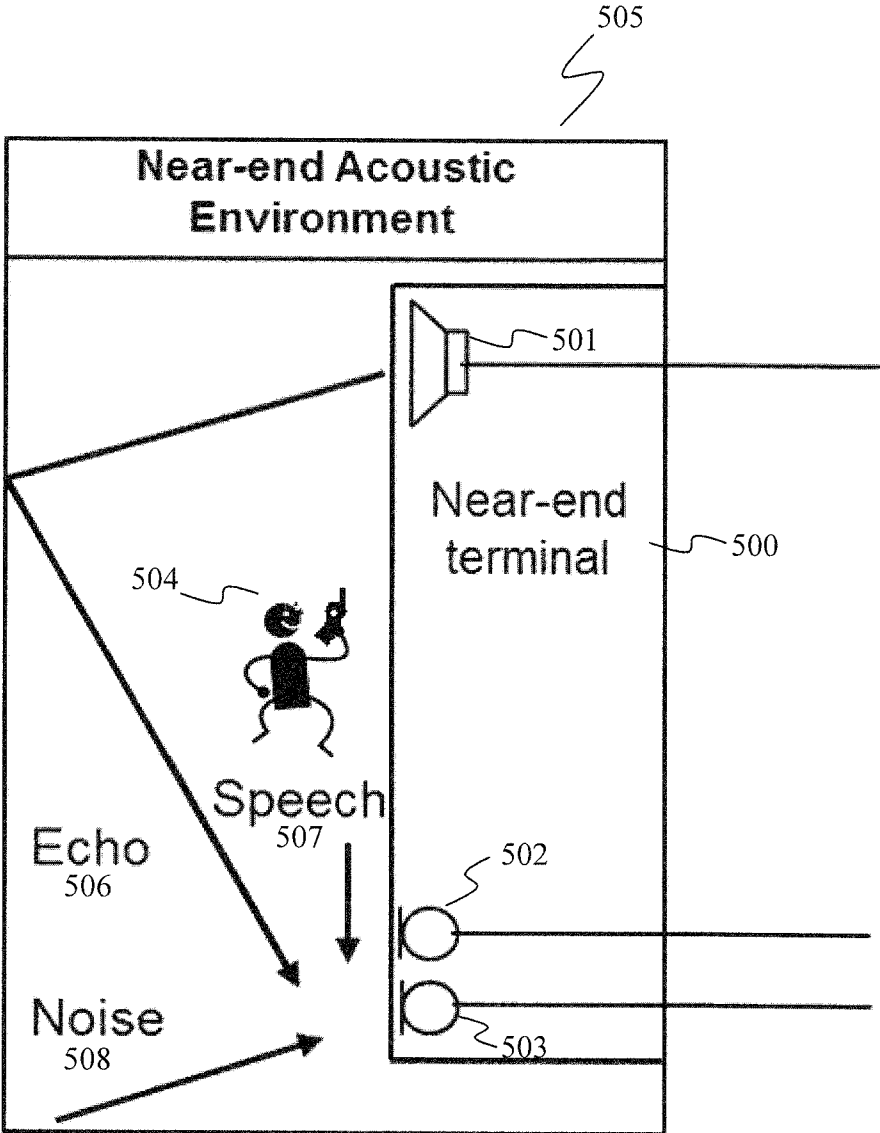 505
Near-end Acoustic
Environment
501
Near-end
terminal
500
504
Speech
507
Echo
506
502
Noise
508
503